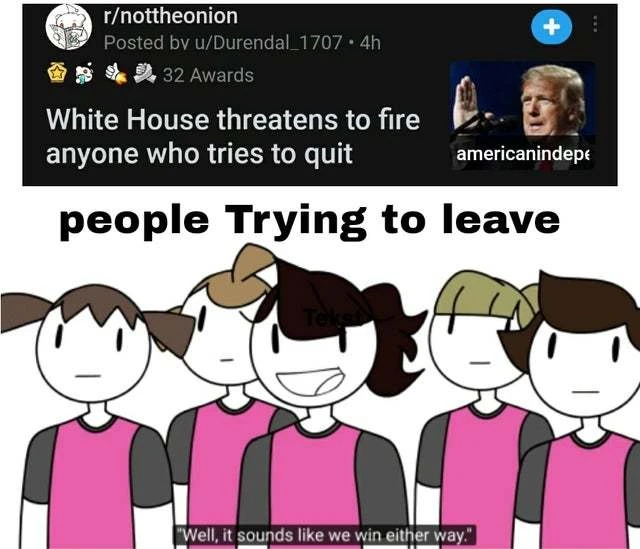 r/nottheonion
Posted by u/Durendal_1707 • 4h
32 Awards
White House threatens to fire
anyone who tries to quit
americanindepe
people Trying to leave
Tekst
"Well, it sounds like we win either way."